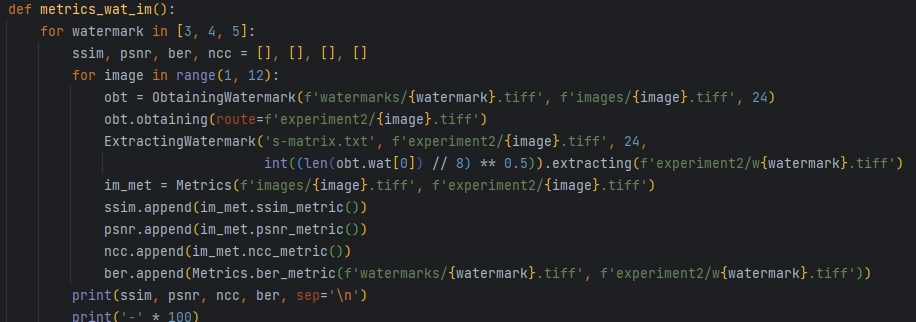 def metrics_wat_im():
    for watermark in [3, 4, 5]:
        ssim, psnr, ber, ncc = [], [], [], []
        for image in range(1, 12):
            obt = ObtainingWatermark(f'watermarks/{watermark}.tiff', f'images/{image}.tiff', 24)
            obt.obtaining(route=f'experiment2/{image}.tiff')
            ExtractingWatermark('s-matrix.txt', f'experiment2/{image}.tiff', 24,
                                int((len(obt.wat[0]) // 8) ** 0.5)).extracting(f'experiment2/w{watermark}.tiff')
            im_met = Metrics(f'images/{image}.tiff', f'experiment2/{image}.tiff')
            ssim.append(im_met.ssim_metric())
            psnr.append(im_met.psnr_metric())
            ncc.append(im_met.ncc_metric())
            ber.append(Metrics.ber_metric(f'watermarks/{watermark}.tiff', f'experiment2/w{watermark}.tiff'))
        print(ssim, psnr, ncc, ber, sep='\n')
        print('-' * 100)